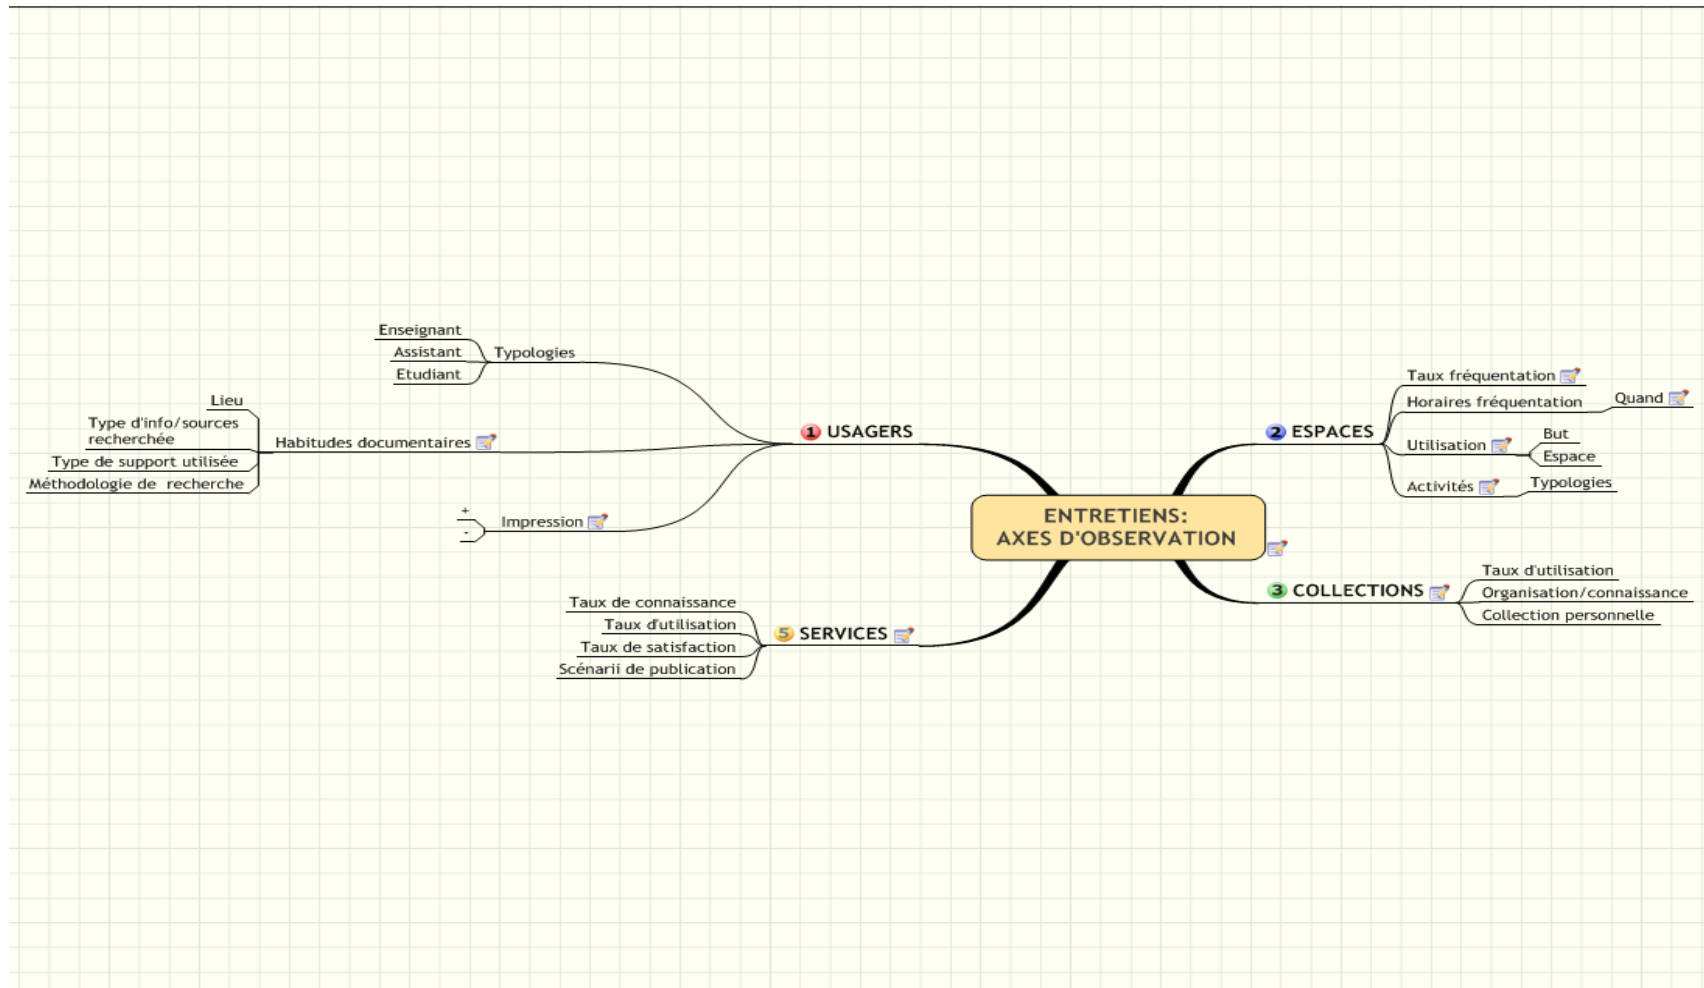 ENTRETIENS:
AXES D'OBSERVATION
1 USAGERS
Typologies
Enseignant
Assistant
Etudiant
Habitudes documentaires
Lieu
Type d'info/sources
recherchée
Type de support utilisée
Méthodologie de recherche
Impression
+
-
2 ESPACES
Taux fréquentation
Horaires fréquentation
Quand
Utilisation
But
Espace
Activités
Typologies
3 COLLECTIONS
Taux d'utilisation
Organisation/connaissance
Collection personnelle
5 SERVICES
Taux de connaissance
Taux d'utilisation
Taux de satisfaction
Scénarii de publication